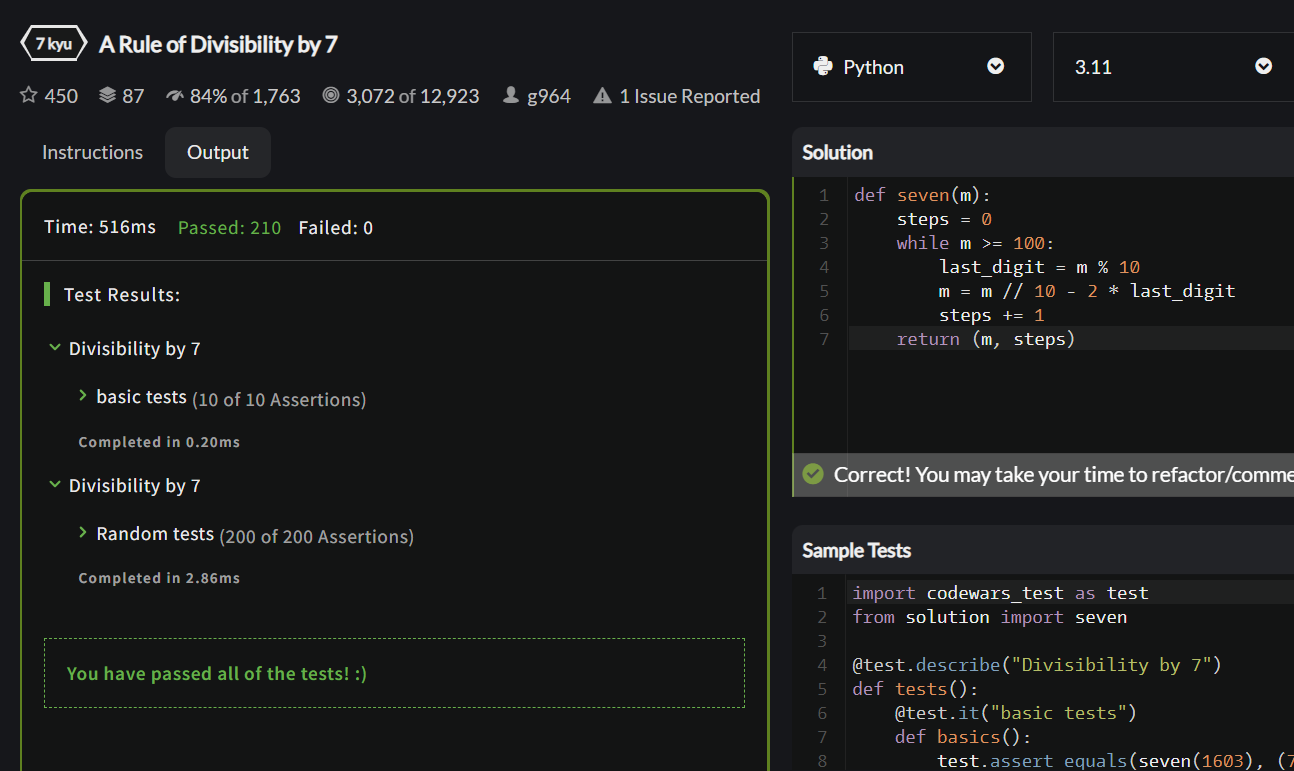 7 kyu A Rule of Divisibility by 7
450 87 84% of 1,763 3,072 of 12,923 g964 1 Issue Reported
Instructions Output
Time: 516ms Passed: 210 Failed: 0
Test Results:
Divisibility by 7
basic tests (10 of 10 Assertions)
Completed in 0.20ms
Divisibility by 7
Random tests (200 of 200 Assertions)
Completed in 2.86ms
You have passed all of the tests! :)
Python 3.11
Solution
1 def seven(m):
2     steps = 0
3     while m >= 100:
4         last_digit = m % 10
5         m = m // 10 - 2 * last_digit
6         steps += 1
7     return (m, steps)
Correct! You may take your time to refactor/comme
Sample Tests
1 import codewars_test as test
2 from solution import seven
3
4 @test.describe("Divisibility by 7")
5 def tests():
6     @test.it("basic tests")
7     def basics():
8         test.assert_equals(seven(1603), (7